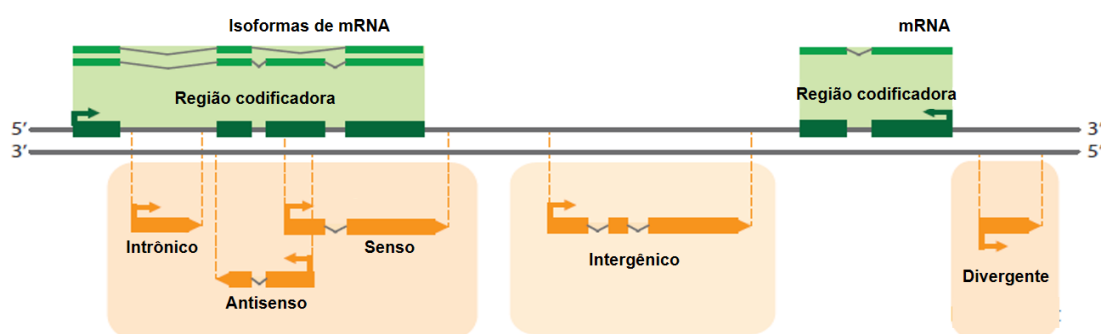 Isoformas de mRNA
mRNA
Região codificadora
Região codificadora
5'
3'
3'
5'
Intrônico
Senso
Antisenso
Intergênico
Divergente